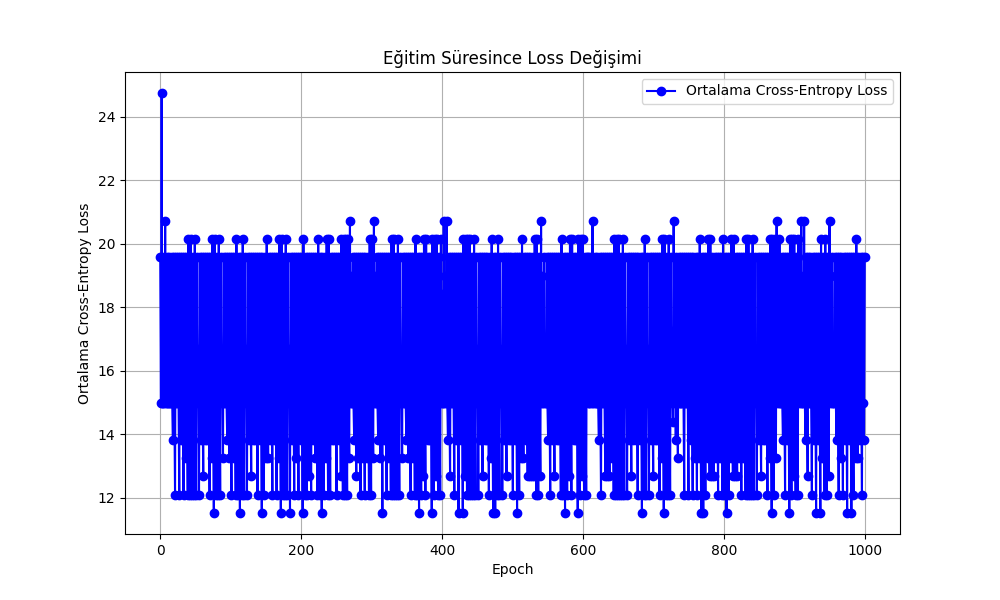 Eğitim Süresince Loss Değişimi
Ortalama Cross-Entropy Loss
Ortalama Cross-Entropy Loss
24
22
20
18
16
14
12
0 200 400 600 800 1000
Epoch